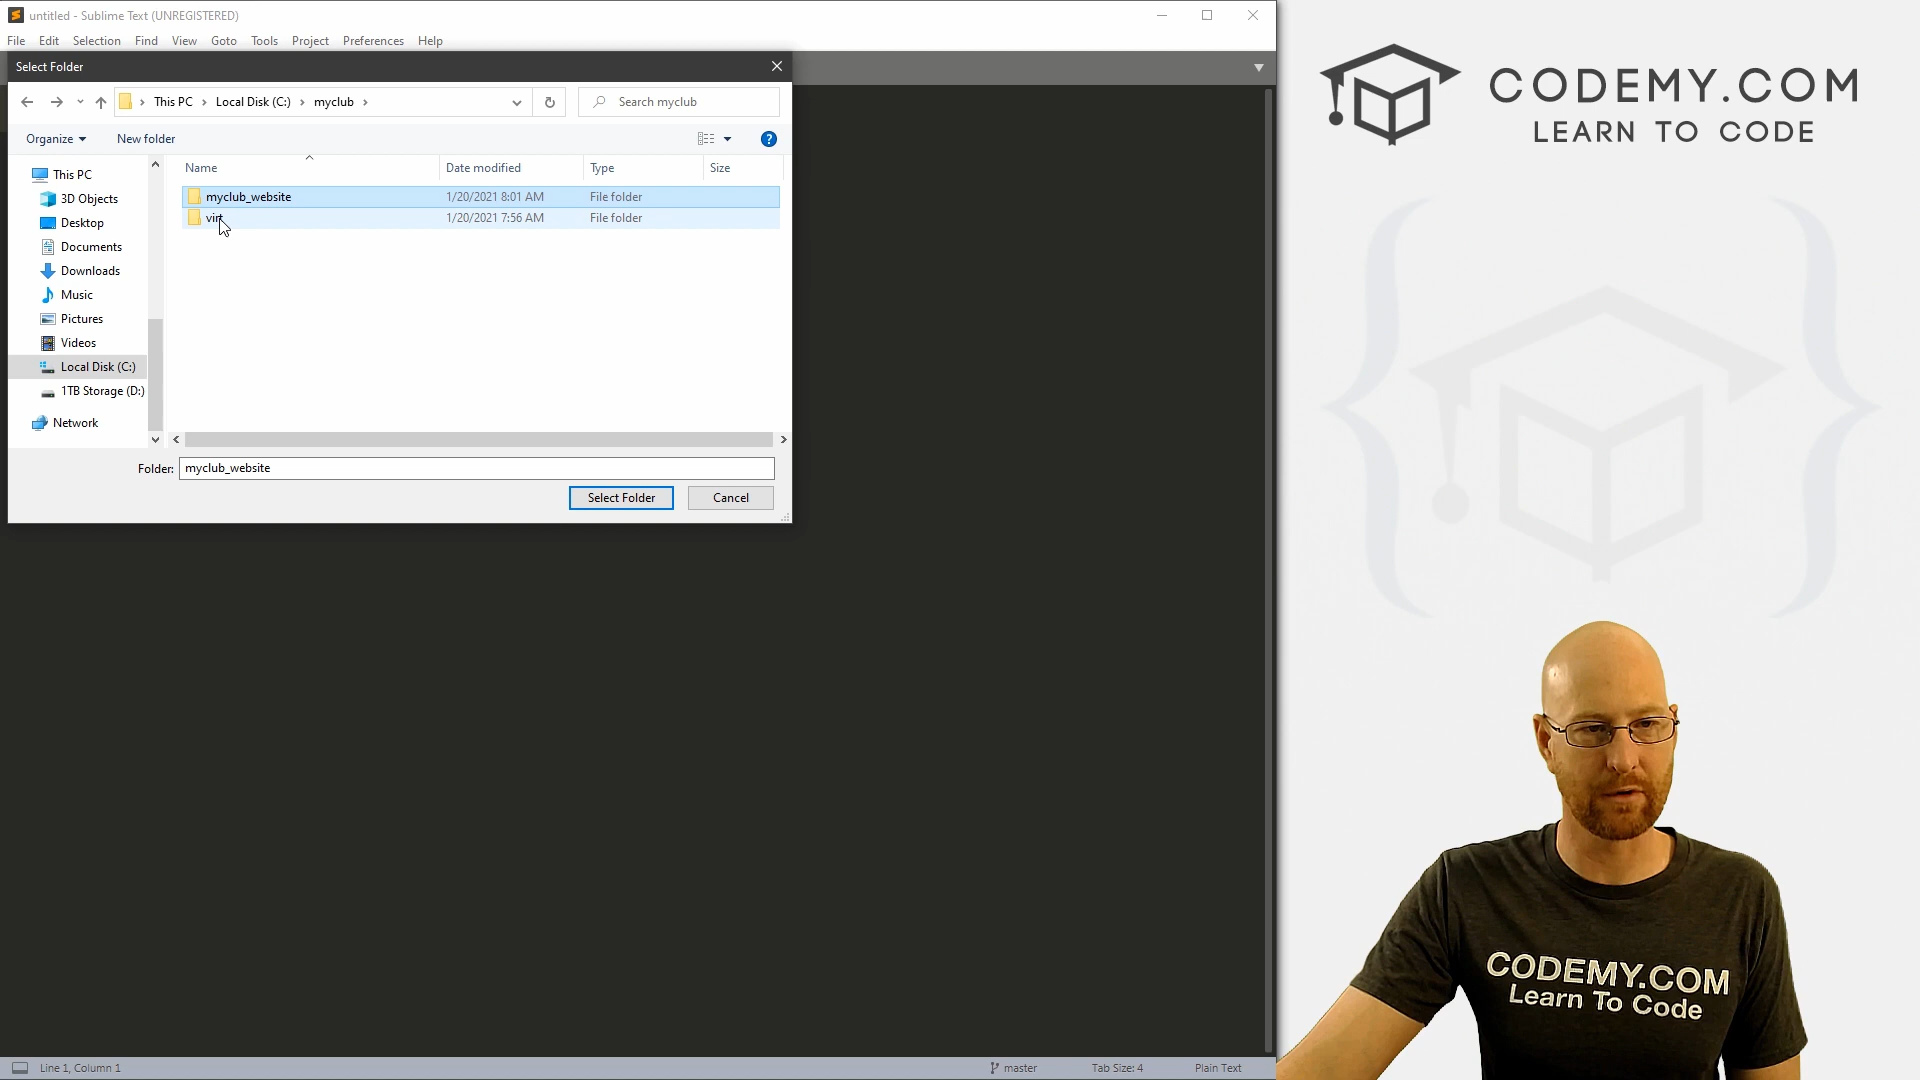 untitled - Sublime Text (UNREGISTERED)
File Edit Selection Find View Goto Tools Project Preferences Help
Select Folder
This PC Local Disk (C:) myclub
Search myclub
Organize New folder
Name Date modified Type Size
This PC
3D Objects
Desktop
Documents
Downloads
Music
Pictures
Videos
Local Disk (C:)
1TB Storage (D:)
Network
myclub_website 1/20/2021 8:01 AM File folder
virt 1/20/2021 7:56 AM File folder
Folder: myclub_website
Select Folder Cancel
Line 1, Column 1 master Tab Size: 4 Plain Text
CODEMY.COM
LEARN TO CODE
CODEMY.COM
Learn To Code